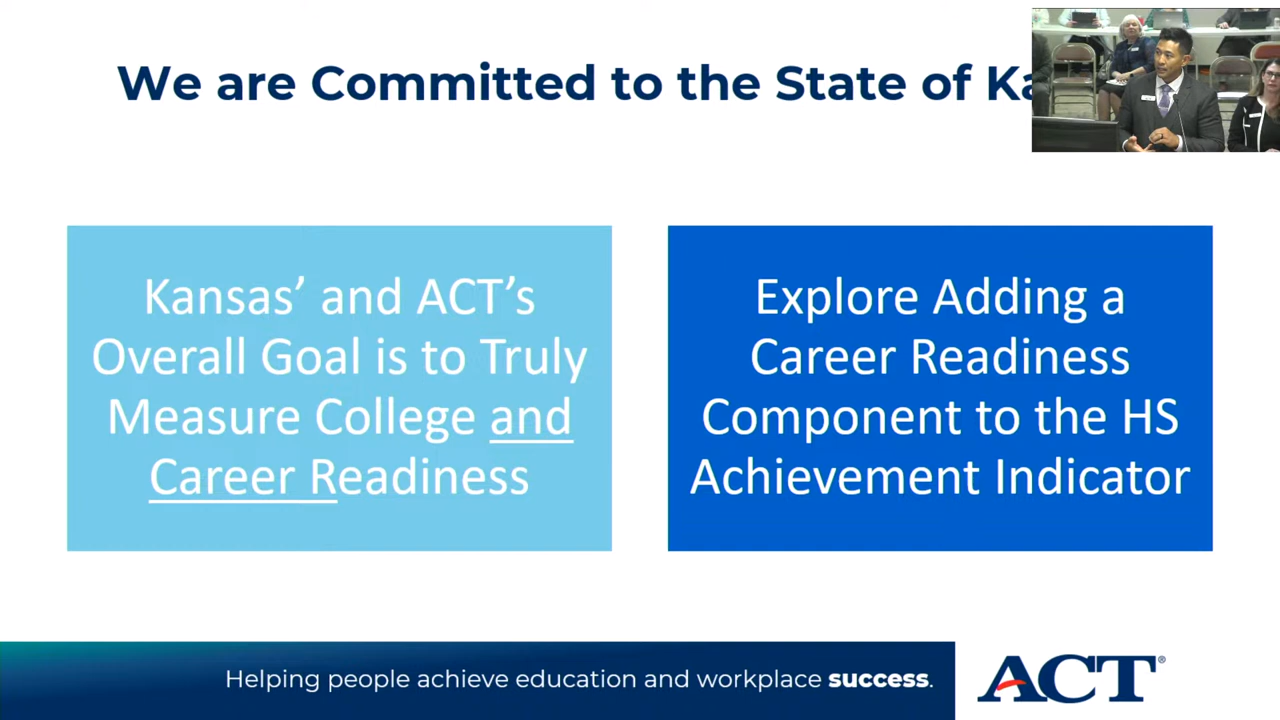 We are Committed to the State of Ka
Kansas’ and ACT’s
Overall Goal is to Truly
Measure College and
Career Readiness
Explore Adding a
Career Readiness
Component to the HS
Achievement Indicator
Helping people achieve education and workplace success.
ACT®